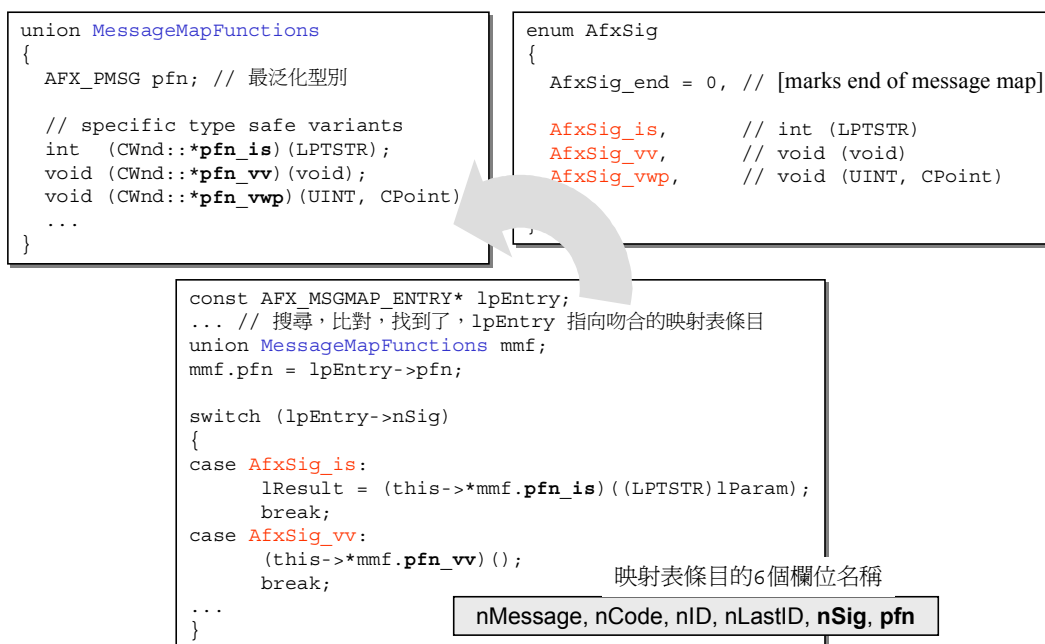 union MessageMapFunctions
{
AFX_PMSG pfn; // 最泛化型別
// specific type safe variants
int (CWnd::*pfn_is)(LPTSTR);
void (CWnd::*pfn_vv)(void);
void (CWnd::*pfn_vwp)(UINT, CPoint)
...
}
enum AfxSig
{
AfxSig_end = 0, // [marks end of message map]
AfxSig_is, // int (LPTSTR)
AfxSig_vv, // void (void)
AfxSig_vwp, // void (UINT, CPoint)
}
const AFX_MSGMAP_ENTRY* lpEntry;
... // 搜尋，比對，找到了，lpEntry 指向吻合的映射表條目
union MessageMapFunctions mmf;
mmf.pfn = lpEntry->pfn;
switch (lpEntry->nSig)
{
case AfxSig_is:
lResult = (this->*mmf.pfn_is)((LPTSTR)lParam);
break;
case AfxSig_vv:
(this->*mmf.pfn_vv)();
break;
...
}
映射表條目的6個欄位名稱
nMessage, nCode, nID, nLastID, nSig, pfn